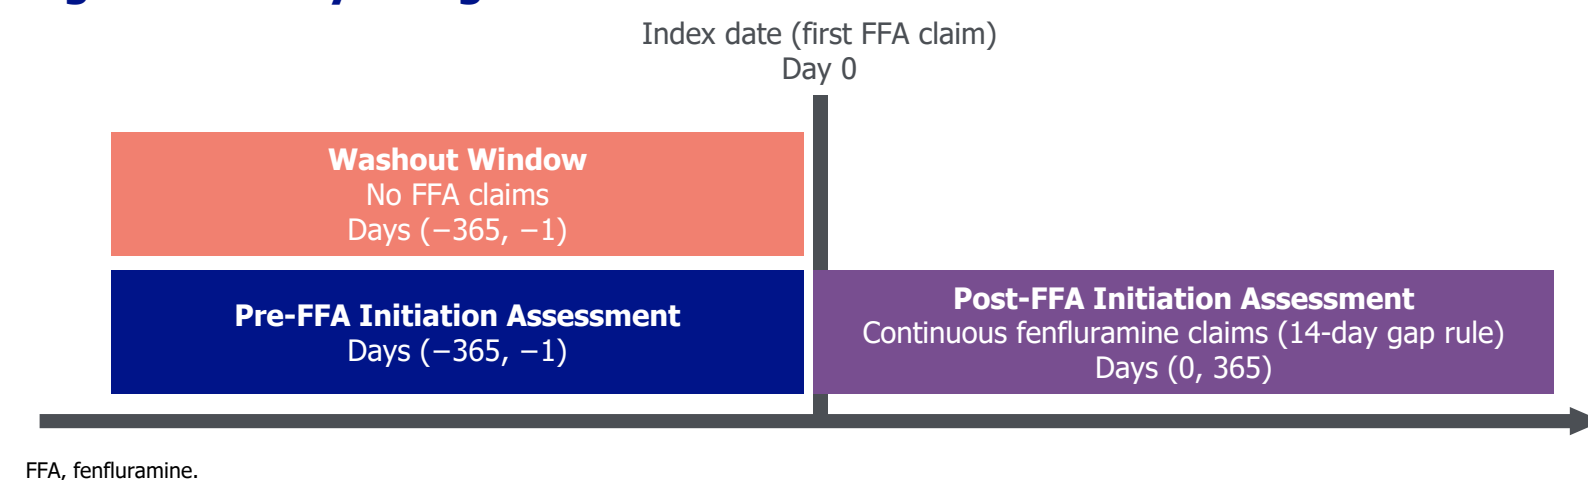 Index date (first FFA claim)
Day 0
Washout Window
No FFA claims
Days (−365, −1)
Pre-FFA Initiation Assessment
Days (−365, −1)
Post-FFA Initiation Assessment
Continuous fenfluramine claims (14-day gap rule)
Days (0, 365)
FFA, fenfluramine.